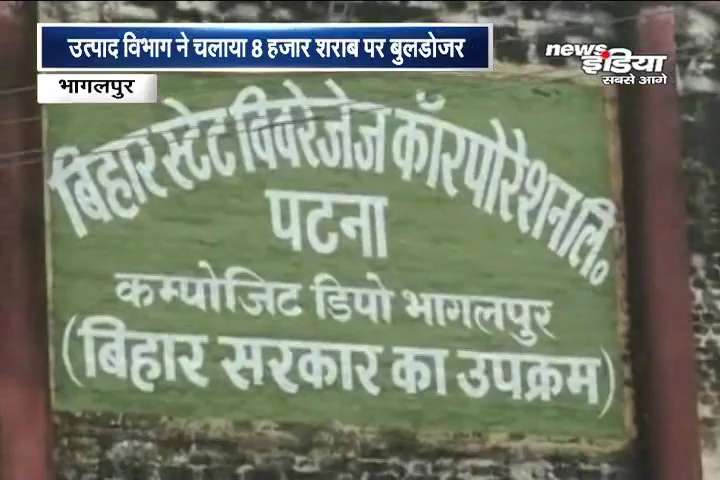 उत्पाद विभाग ने चलाया 8 हजार शराब पर बुलडोजर
भागलपुर
news
इंडिया
सबसे आगे
बिहार स्टेट विवरेजेज कॉरपोरेशन लि॰
पटना
कम्पोजिट डिपो भागलपुर
(बिहार सरकार का उपक्रम)